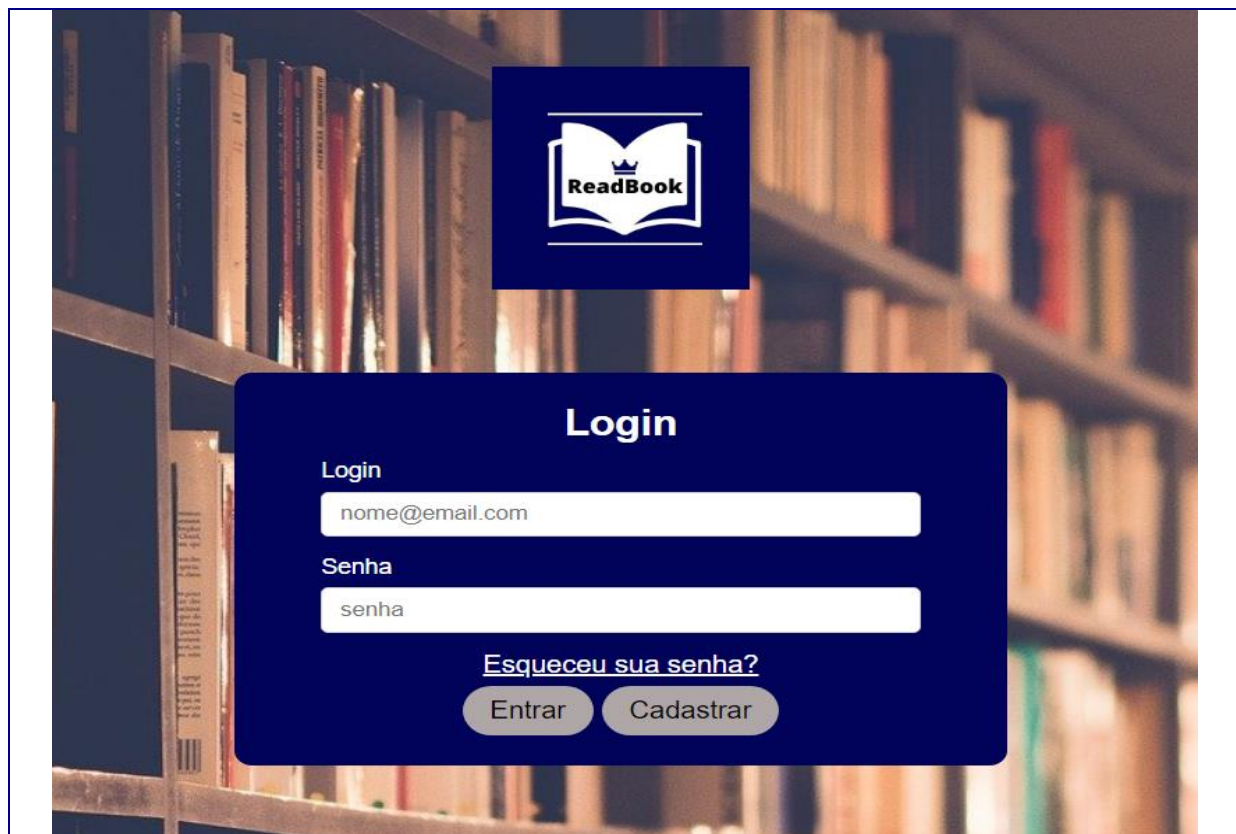 ReadBook
Login
Login
nome@email.com
Senha
senha
Esqueceu sua senha?
Entrar Cadastrar